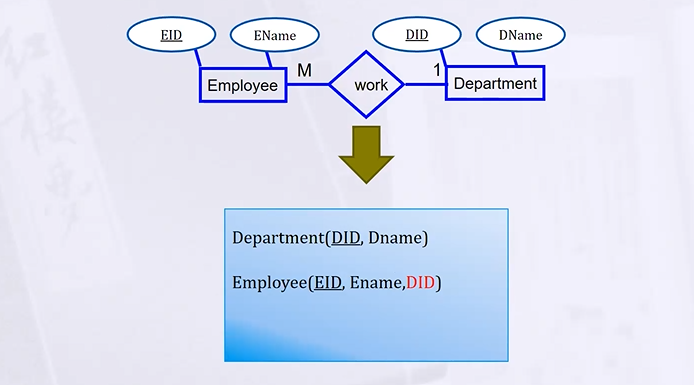 EID
EName
DID
DName
Employee
M
work
1
Department
Department(DID, Dname)
Employee(EID, Ename,DID)